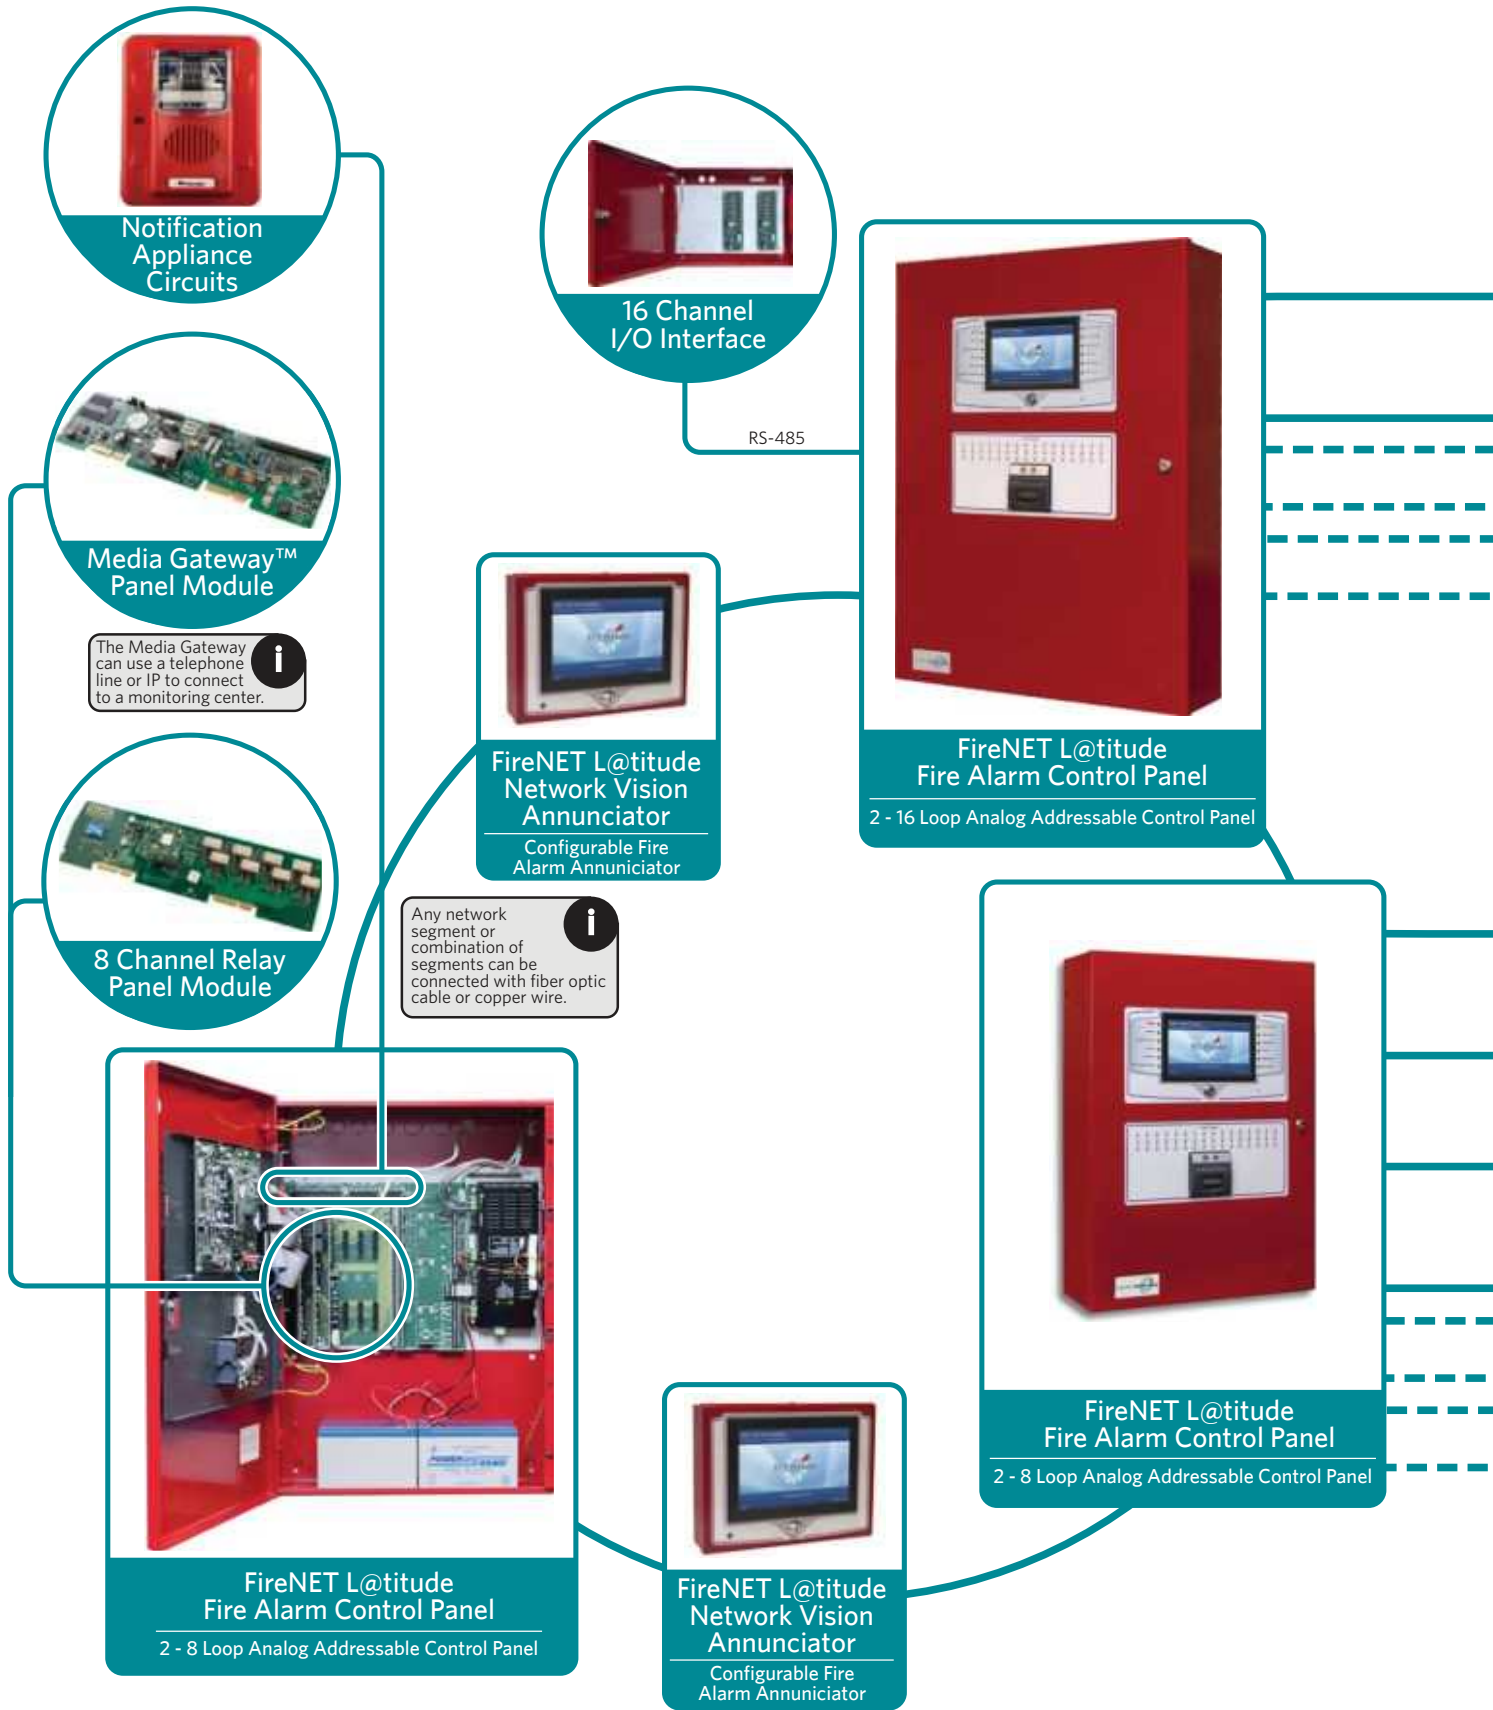 Notification
Appliance
Circuits
16 Channel
I/O Interface
RS-485
Media Gateway™
Panel Module
The Media Gateway
can use a telephone
line or IP to connect
to a monitoring center.
i
8 Channel Relay
Panel Module
FireNET L@titude
Network Vision
Annunciator
Configurable Fire
Alarm Annuniciator
FireNET L@titude
Fire Alarm Control Panel
2 - 16 Loop Analog Addressable Control Panel
Any network
segment or
combination of
segments can be
connected with fiber optic
cable or copper wire.
i
FireNET L@titude
Fire Alarm Control Panel
2 - 8 Loop Analog Addressable Control Panel
FireNET L@titude
Fire Alarm Control Panel
2 - 8 Loop Analog Addressable Control Panel
FireNET L@titude
Network Vision
Annunciator
Configurable Fire
Alarm Annuniciator